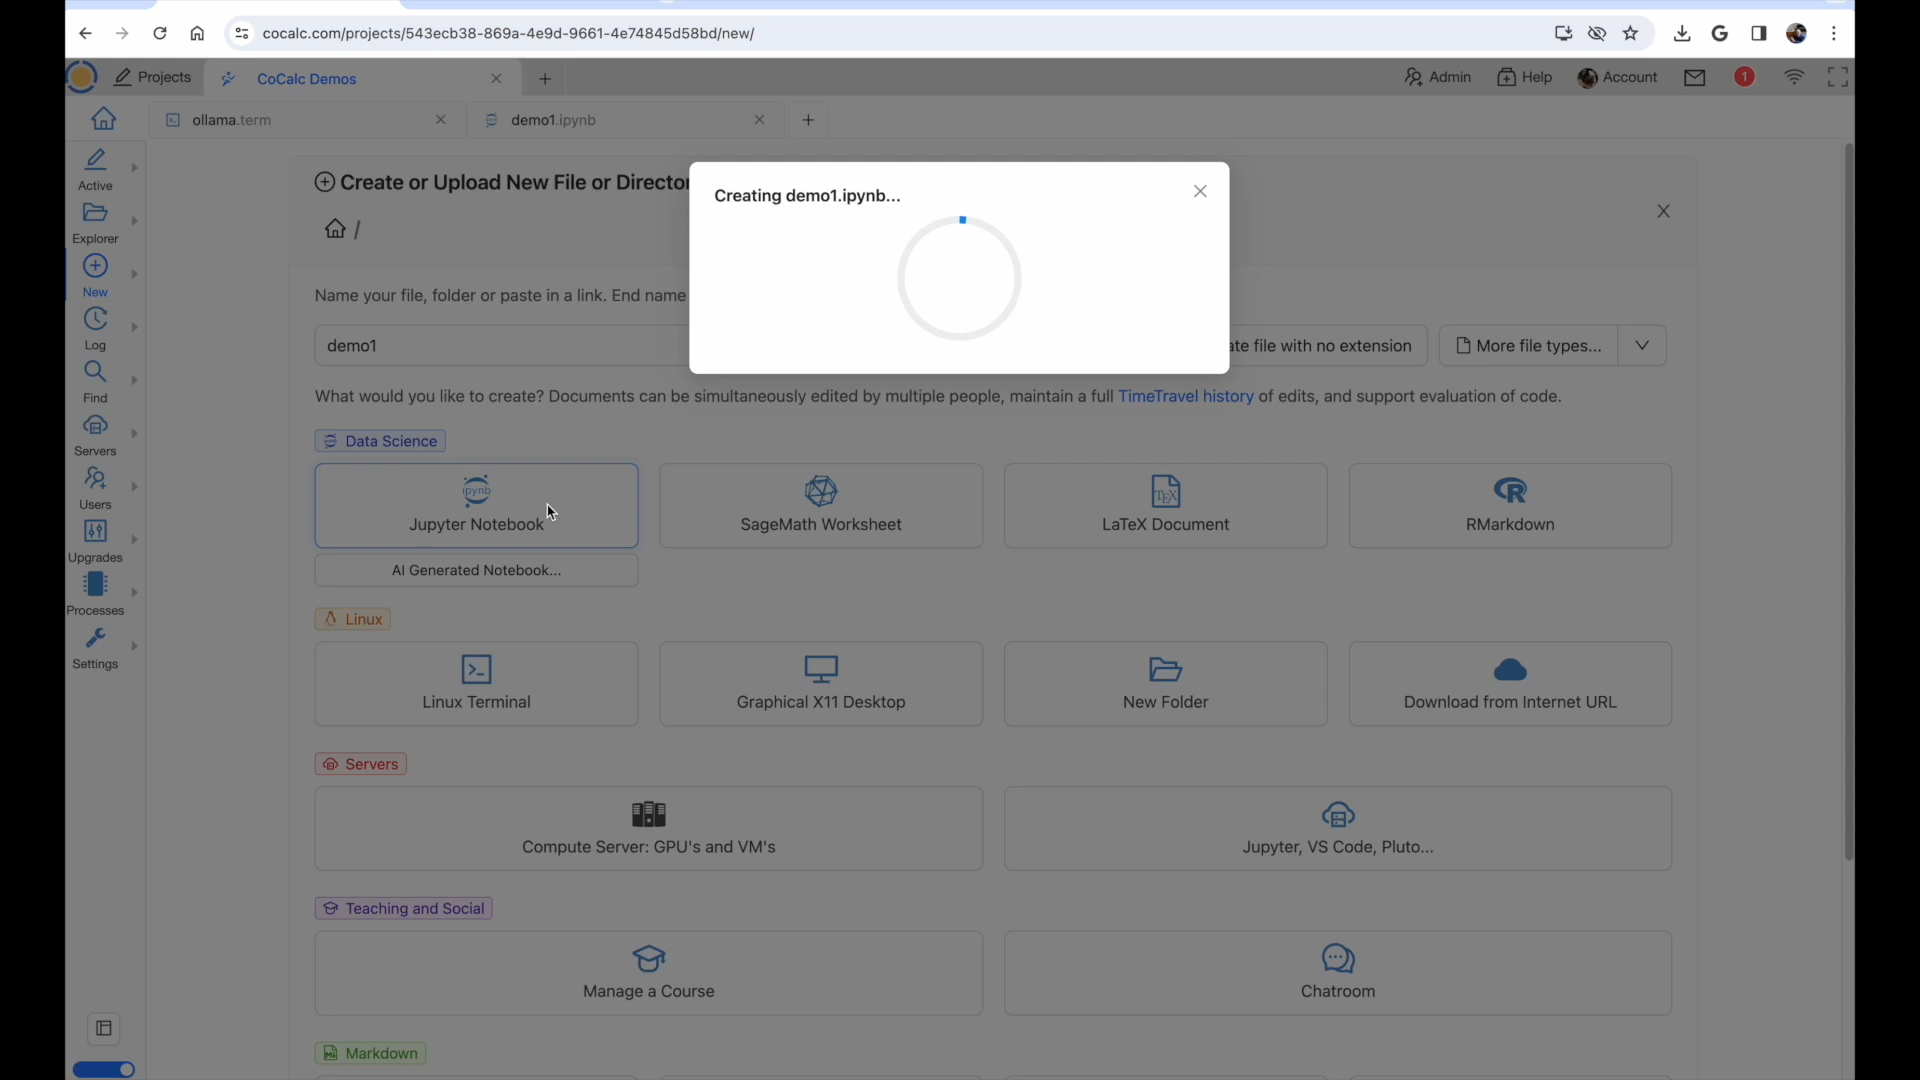 cocalc.com/projects/543ecb38-869a-4e9d-9661-4e74845d58bd/new/
Projects
CoCalc Demos
Admin
Help
Account
1
ollama.term
demo1.ipynb
Active
Explorer
New
Log
Find
Servers
Users
Upgrades
Processes
Settings
Create or Upload New File or Director
Creating demo1.ipynb...
/
Name your file, folder or paste in a link. End name
demo1
ate file with no extension
More file types...
What would you like to create? Documents can be simultaneously edited by multiple people, maintain a full TimeTravel history of edits, and support evaluation of code.
Data Science
ipynb
Jupyter Notebook
SageMath Worksheet
TEX
LaTeX Document
R
RMarkdown
AI Generated Notebook...
Linux
Linux Terminal
Graphical X11 Desktop
New Folder
Download from Internet URL
Servers
Compute Server: GPU's and VM's
Jupyter, VS Code, Pluto...
Teaching and Social
Manage a Course
Chatroom
Markdown